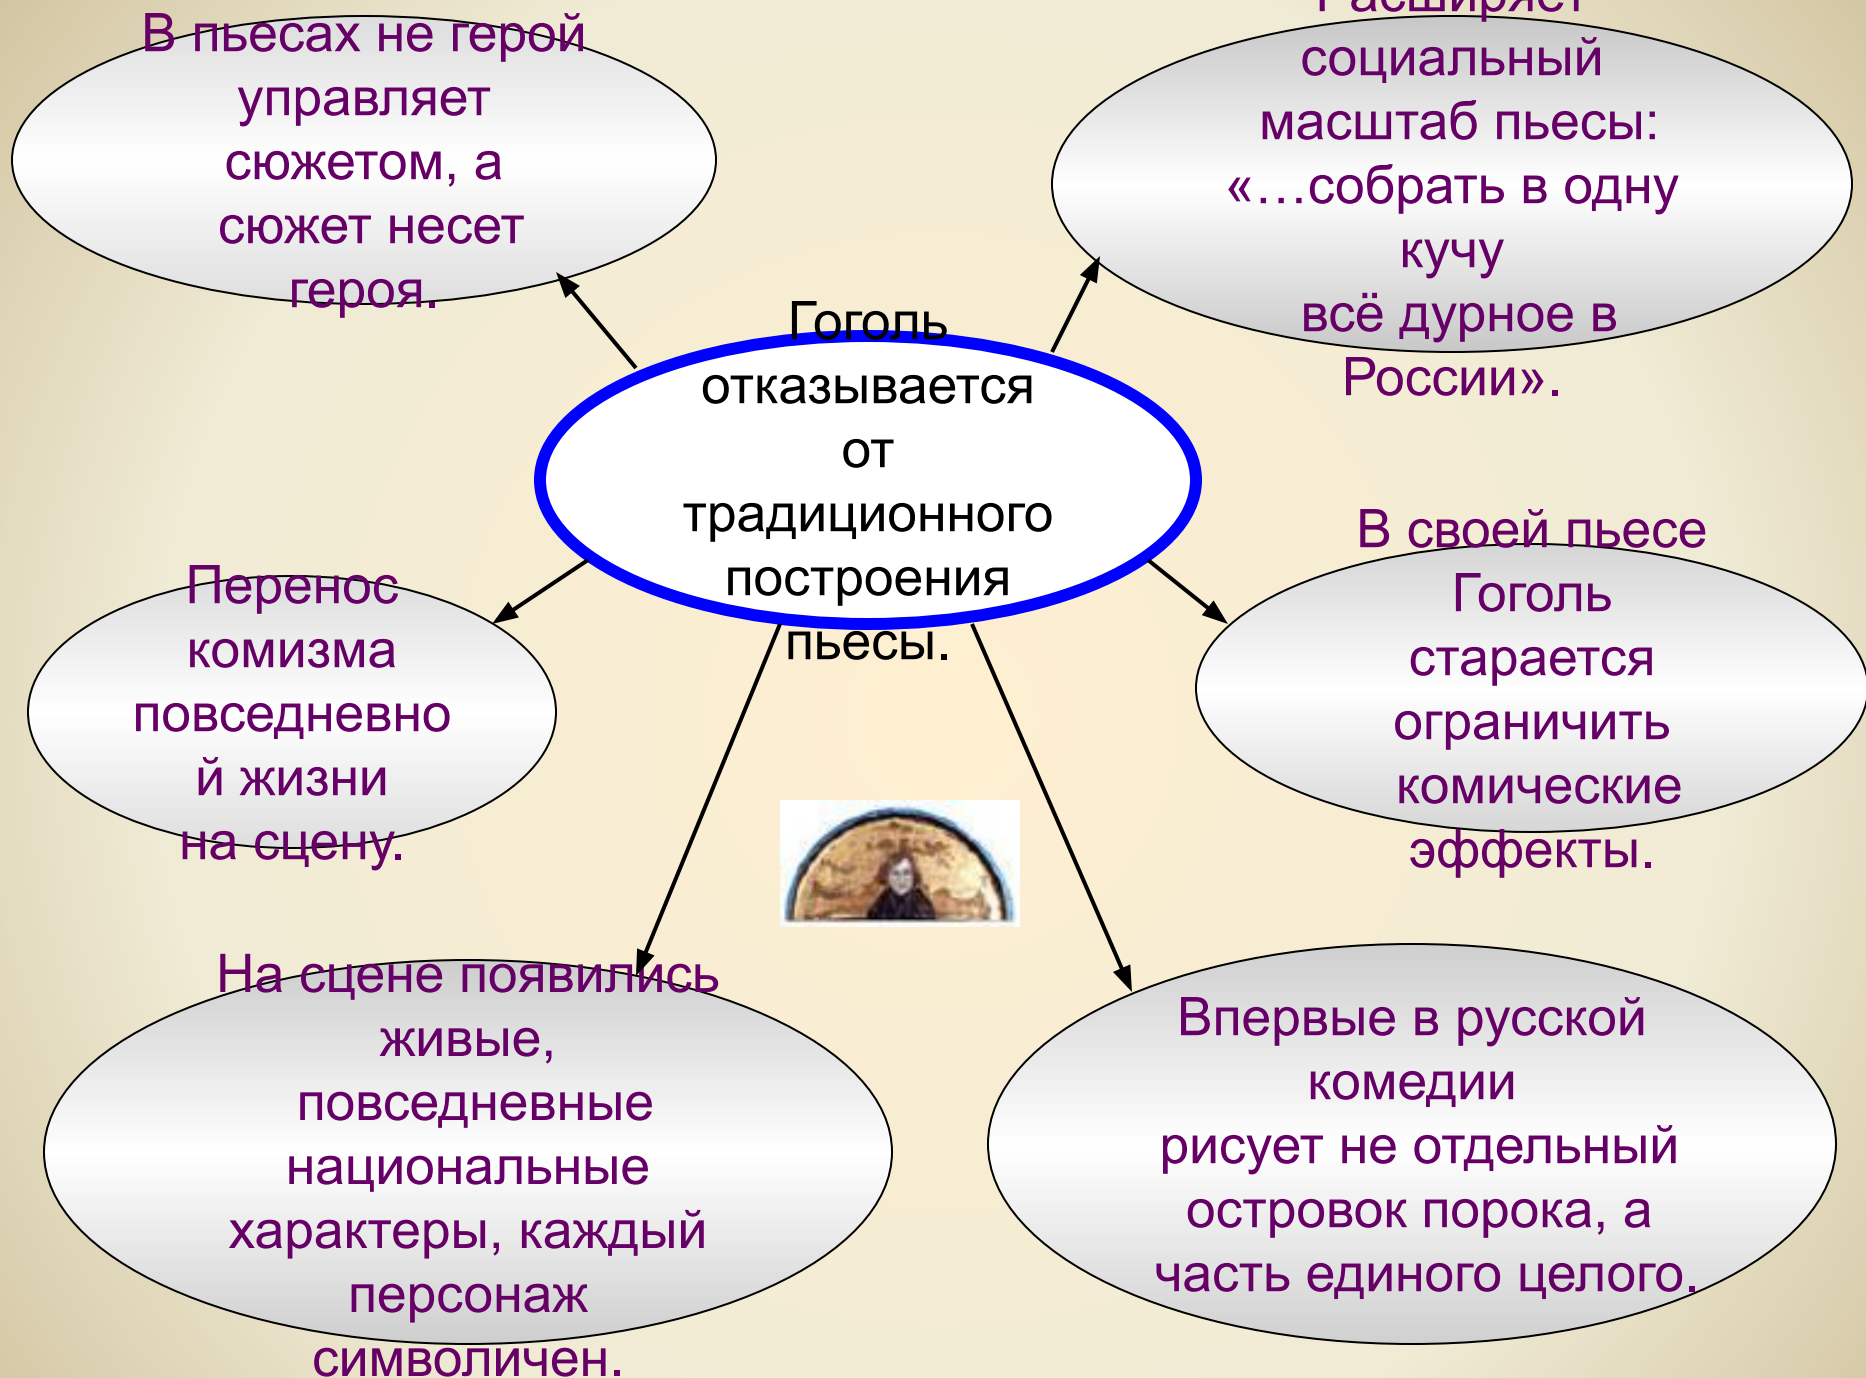 В пьесах не герой
управляет
сюжетом, а
сюжет несет
героя.
Расширяет
социальный
масштаб пьесы:
«…собрать в одну
кучу
всё дурное в
России».
Гоголь
отказывается
от
традиционного
построения
пьесы.
Перенос
комизма
повседневно
й жизни
на сцену.
В своей пьесе
Гоголь
старается
ограничить
комические
эффекты.
На сцене появились
живые,
повседневные
национальные
характеры, каждый
персонаж
символичен.
Впервые в русской
комедии
рисует не отдельный
островок порока, а
часть единого целого.